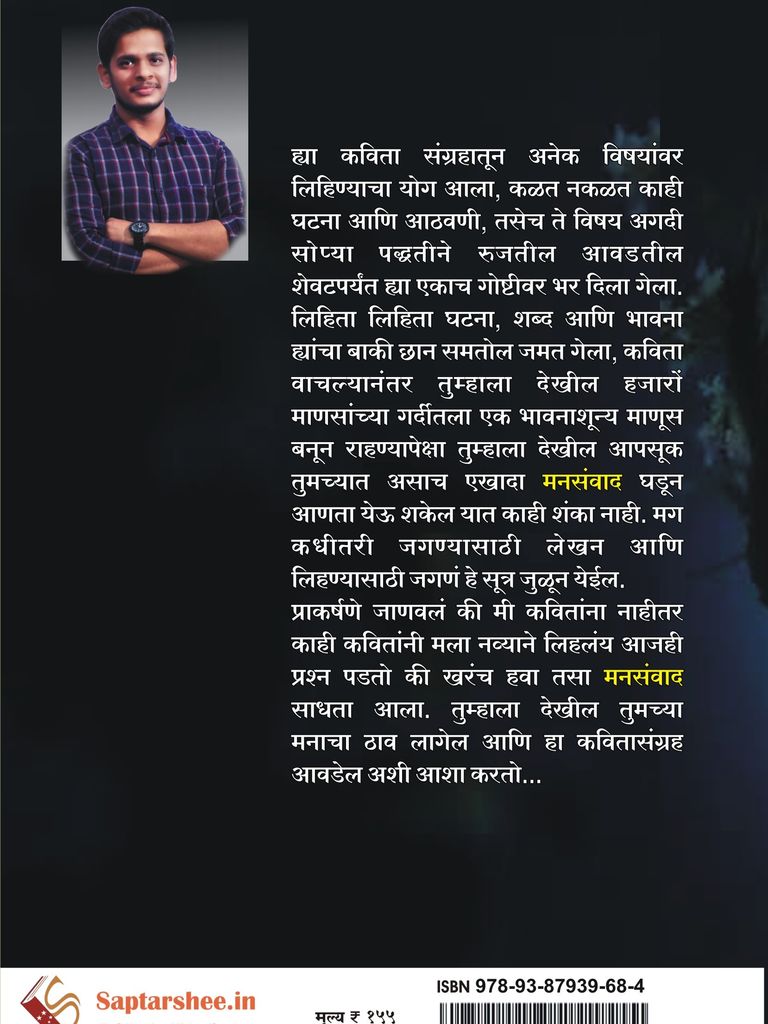 ह्या कविता संग्रहातून अनेक विषयांवर
लिहिण्याचा योग आला, कळत नकळत काही
घटना आणि आठवणी, तसेच ते विषय अगदी
सोप्या पद्धतीने रुजतील आवडतील
शेवटपर्यंत ह्या एकाच गोष्टीवर भर दिला गेला.
लिहिता लिहिता घटना, शब्द आणि भावना
ह्यांचा बाकी छान समतोल जमत गेला, कविता
वाचल्यानंतर तुम्हाला देखील हजारों
माणसांच्या गर्दीतला एक भावनाशून्य माणूस
बनून राहण्यापेक्षा तुम्हाला देखील आपसूक
तुमच्यात असाच एखादा मनसंवाद घडून
आणता येऊ शकेल यात काही शंका नाही. मग
कधीतरी जगण्यासाठी लेखन आणि
लिहण्यासाठी जगणं हे सूत्र जुळून येईल.
प्राकर्षणे जाणवलं की मी कवितांना नाहीतर
काही कवितांनी मला नव्याने लिहलंय आजही
प्रश्न पडतो की खरंच हवा तसा मनसंवाद
साधता आला. तुम्हाला देखील तुमच्या
मनाचा ठाव लागेल आणि हा कवितासंग्रह
आवडेल अशी आशा करतो...
ISBN 978-93-87939-68-4
Saptarshee.in
मूल्य ₹ १५५